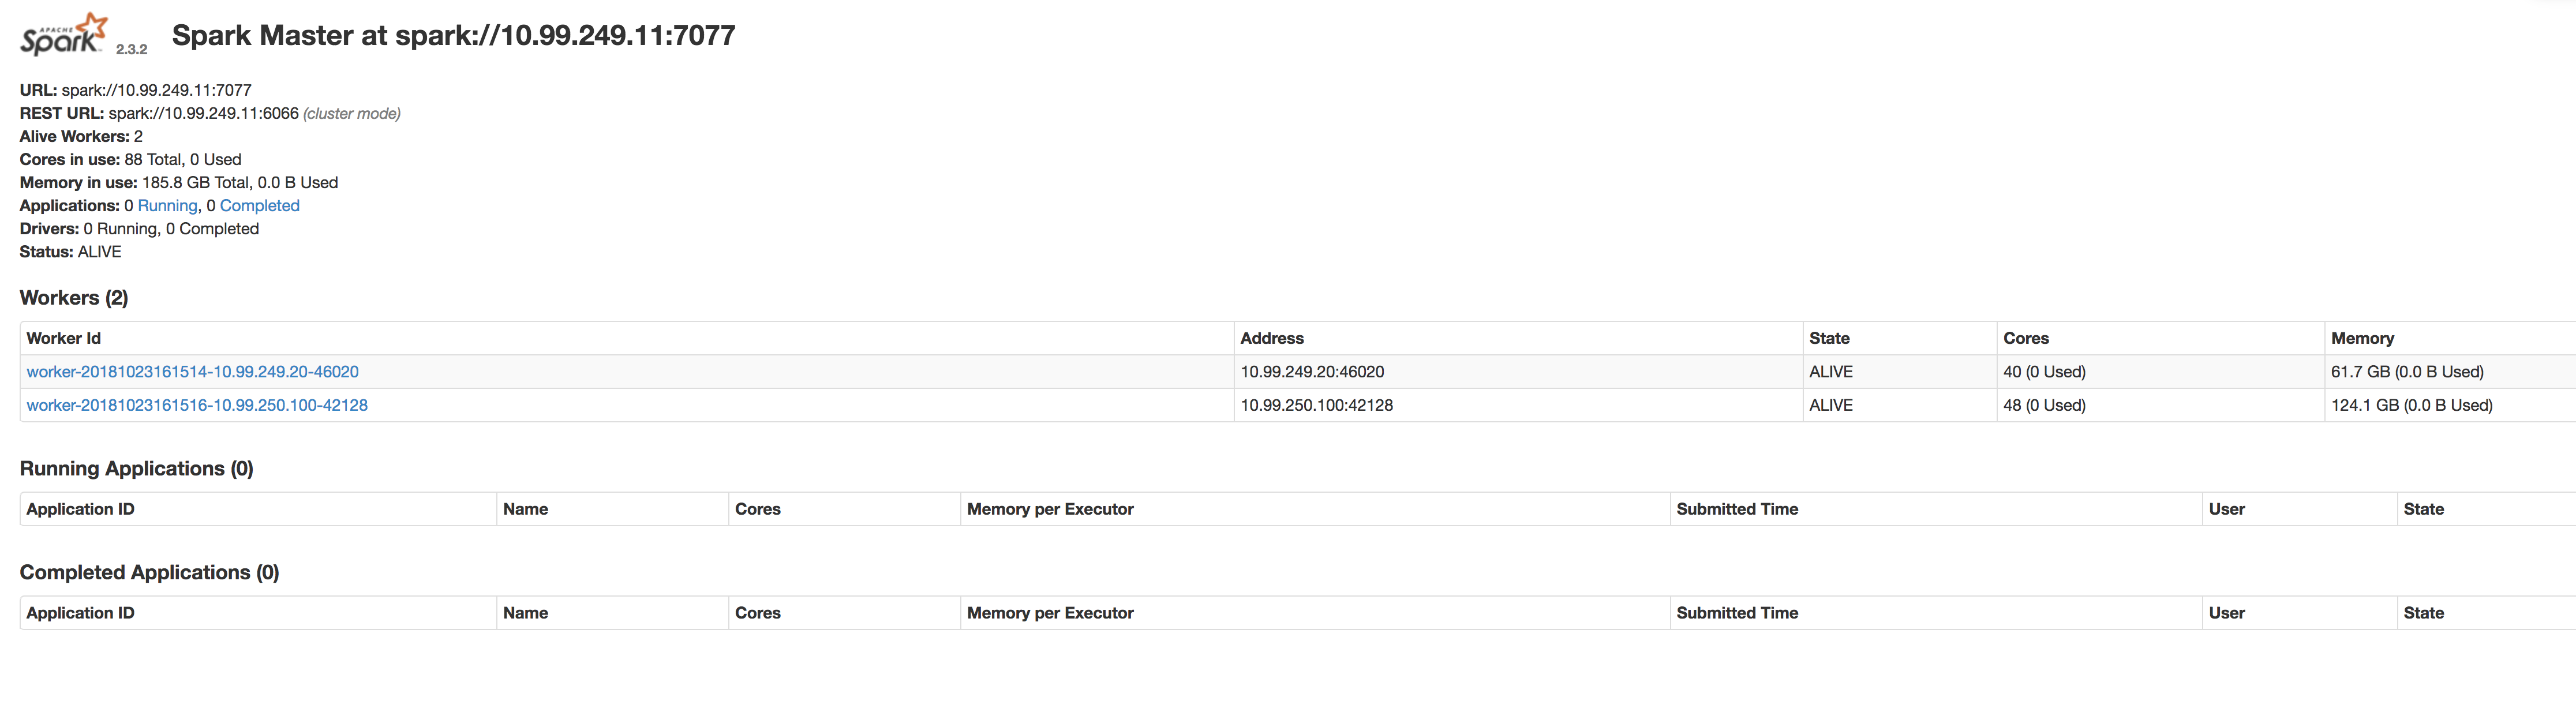 APACHE
Spark 2.3.2 Spark Master at spark://10.99.249.11:7077
URL: spark://10.99.249.11:7077
REST URL: spark://10.99.249.11:6066 (cluster mode)
Alive Workers: 2
Cores in use: 88 Total, 0 Used
Memory in use: 185.8 GB Total, 0.0 B Used
Applications: 0 Running, 0 Completed
Drivers: 0 Running, 0 Completed
Status: ALIVE
Workers (2)
Worker Id Address State Cores Memory
worker-20181023161514-10.99.249.20-46020 10.99.249.20:46020 ALIVE 40 (0 Used) 61.7 GB (0.0 B Used)
worker-20181023161516-10.99.250.100-42128 10.99.250.100:42128 ALIVE 48 (0 Used) 124.1 GB (0.0 B Used)
Running Applications (0)
Application ID Name Cores Memory per Executor Submitted Time User State
Completed Applications (0)
Application ID Name Cores Memory per Executor Submitted Time User State